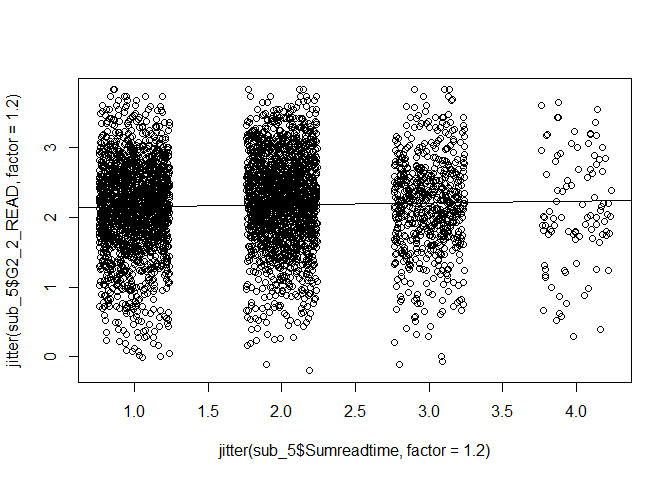 jitter(sub_5$G2_2_READ, factor = 1.2)
3
2
1
0
1.0 1.5 2.0 2.5 3.0 3.5 4.0
jitter(sub_5$Sumreadtime, factor = 1.2)